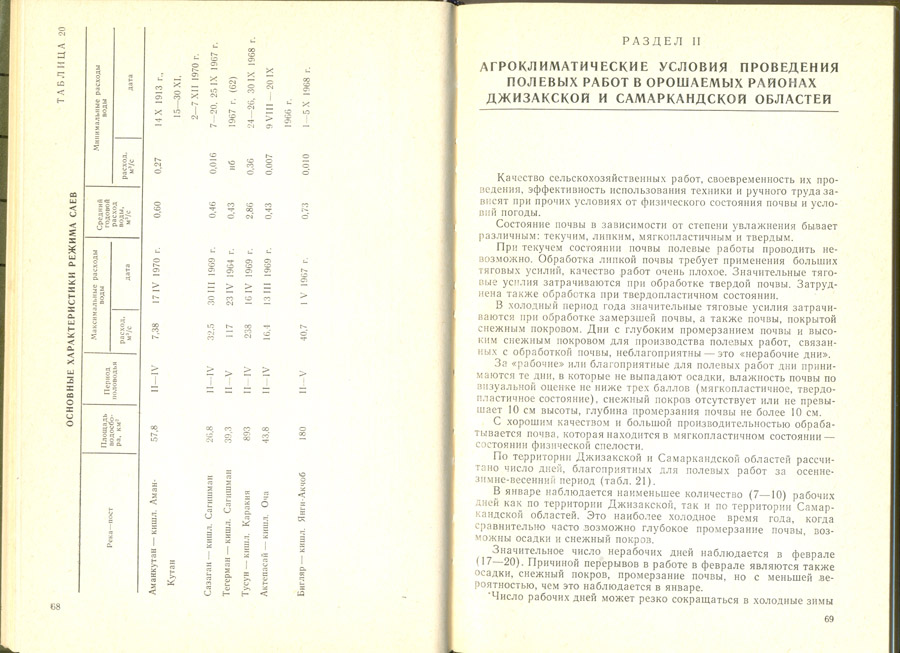 ТАБЛИЦА 20
ОСНОВНЫЕ ХАРАКТЕРИСТИКИ РЕЖИМА САЕВ
Река—пост
Площадь водосбо-
ра, км²
Период половодья
Максимальные расходы воды
расход, м³/с
дата
Средний годовой расход воды, м³/с
Минимальные расходы воды
расход, м³/с
дата
Аманкутан — кишл. Аман-
Кутан 57,8 II—IV 7,38 17 IV 1970 г. 0,60 0,27 14 X 1913 г.,
15—30 XI.
2—7 XII 1970 г.
Сазаган — кишл. Сагишман 26,8 II—IV 32,5 30 III 1969 г. 0,46 0,016 7—20, 25 IX 1967 г.
Тегерман — кишл. Сагишман 39,3 II—V 117 23 IV 1964 г. 0,43 нб 1967 г. (62)
Тусун — кишл. Каракия 893 II—IV 238 16 IV 1969 г. 2,86 0,36 24—26, 30 IX 1968 г.
Актепасай — кишл. Оча 43,8 II—IV 16,4 13 III 1969 г. 0,43 0,007 9 VIII — 20 IX
1966 г.
Бигляр — кишл. Янги-Акчоб 180 II—V 40,7 1 V 1967 г. 0,73 0,010 1—5 X 1968 г.
68
РАЗДЕЛ II
АГРОКЛИМАТИЧЕСКИЕ УСЛОВИЯ ПРОВЕДЕНИЯ
ПОЛЕВЫХ РАБОТ В ОРОШАЕМЫХ РАЙОНАХ
ДЖИЗАКСКОЙ И САМАРКАНДСКОЙ ОБЛАСТЕЙ
Качество сельскохозяйственных работ, своевременность их про-
ведения, эффективность использования техники и ручного труда за-
висят при прочих условиях от физического состояния почвы и усло-
вий погоды.
Состояние почвы в зависимости от степени увлажнения бывает
различным: текучим, липким, мягкопластичным и твердым.
При текучем состоянии почвы полевые работы проводить не-
возможно. Обработка липкой почвы требует применения больших
тяговых усилий, качество работ очень плохое. Значительные тяго-
вые усилия затрачиваются при обработке твердой почвы. Затруд-
нена также обработка при твердопластичном состоянии.
В холодный период года значительные тяговые усилия затрачи-
ваются при обработке замерзшей почвы, а также почвы, покрытой
снежным покровом. Дни с глубоким промерзанием почвы и высо-
ким снежным покровом для производства полевых работ, связан-
ных с обработкой почвы, неблагоприятны — это «нерабочие дни».
За «рабочие» или благоприятные для полевых работ дни прини-
маются те дни, в которые не выпадают осадки, влажность почвы по
визуальной оценке не ниже трех баллов (мягкопластичное, твердо-
пластичное состояние), снежный покров отсутствует или не превы-
шает 10 см высоты, глубина промерзания почвы не более 10 см.
С хорошим качеством и большой производительностью обраба-
тывается почва, которая находится в мягкопластичном состоянии —
состоянии физической спелости.
По территории Джизакской и Самаркандской областей рассчи-
тано число дней, благоприятных для полевых работ за осенне-
зимне-весенний период (табл. 21).
В январе наблюдается наименьшее количество (7—10) рабочих
дней как по территории Джизакской, так и по территории Самар-
кандской областей. Это наиболее холодное время года, когда
сравнительно часто возможно глубокое промерзание почвы, воз-
можны осадки и снежный покров.
Значительное число нерабочих дней наблюдается в феврале
(17—20). Причиной перерывов в работе в феврале являются также
осадки, снежный покров, промерзание почвы, но с меньшей ве-
роятностью, чем это наблюдается в январе.
Число рабочих дней может резко сокращаться в холодные зимы
69